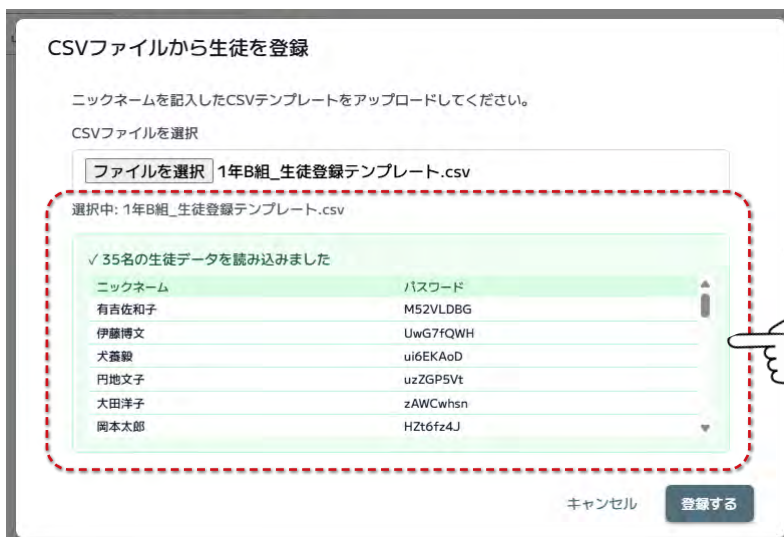 CSVファイルから生徒を登録
ニックネームを記入したCSVテンプレートをアップロードしてください。
CSVファイルを選択
ファイルを選択 1年B組_生徒登録テンプレート.csv
選択中: 1年B組_生徒登録テンプレート.csv
✓ 35名の生徒データを読み込みました
ニックネーム パスワード
有吉佐和子 M52VLDBG
伊藤博文 UwG7fQWH
犬養毅 ui6EKAoD
円地文子 uzZGP5Vt
大田洋子 zAWCwhsn
岡本太郎 HZt6fz4J
キャンセル 登録する